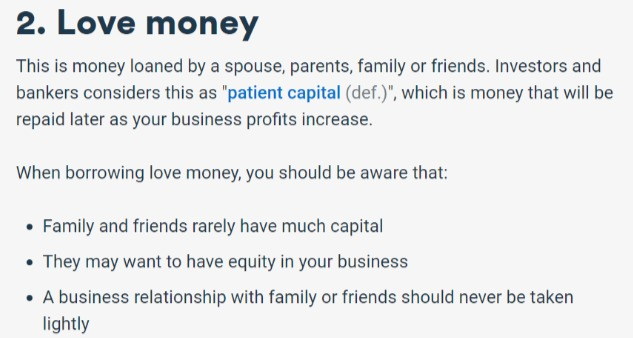 2. Love money
This is money loaned by a spouse, parents, family or friends. Investors and
bankers considers this as "patient capital (def.)", which is money that will be
repaid later as your business profits increase.
When borrowing love money, you should be aware that:
• Family and friends rarely have much capital
• They may want to have equity in your business
• A business relationship with family or friends should never be taken
lightly